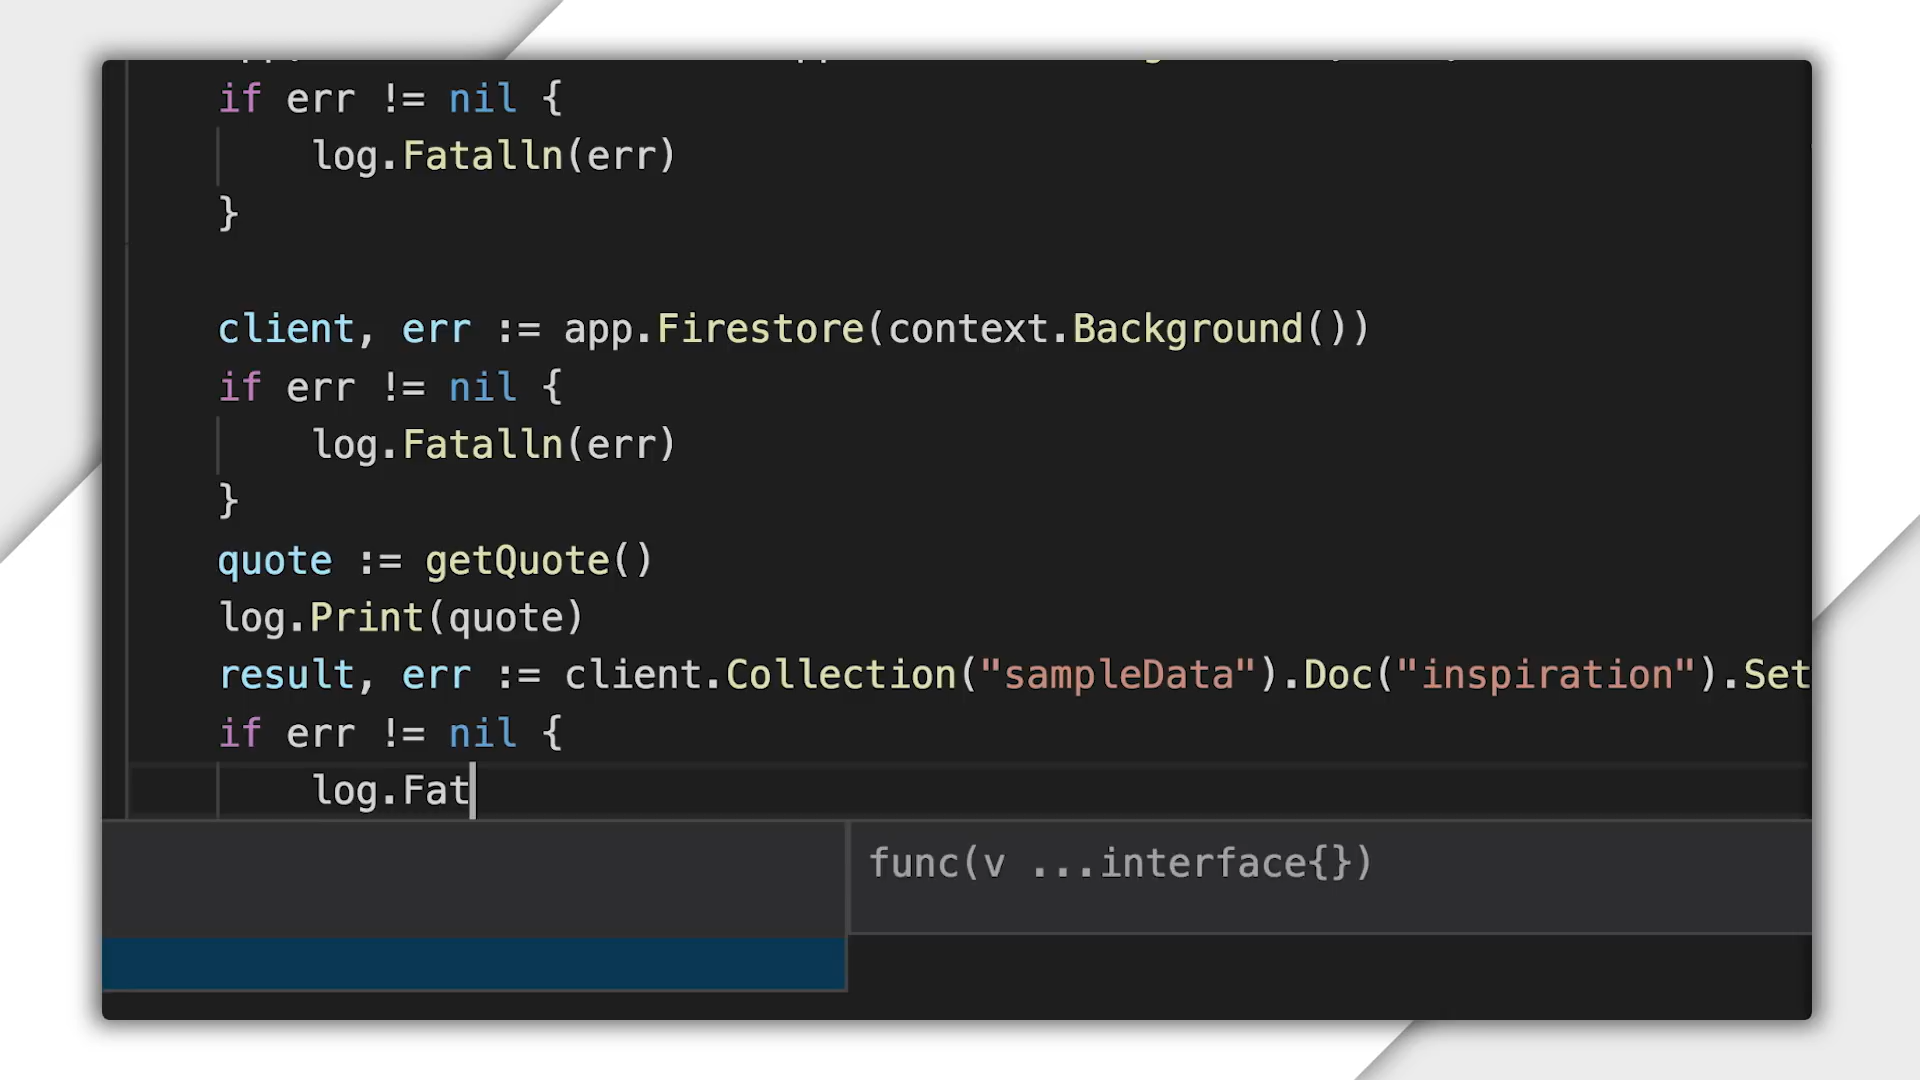 if err != nil {
log.Fatalln(err)
}
client, err := app.Firestore(context.Background())
if err != nil {
log.Fatalln(err)
}
quote := getQuote()
log.Print(quote)
result, err := client.Collection("sampleData").Doc("inspiration").Set
if err != nil {
log.Fat
func(v ...interface{})